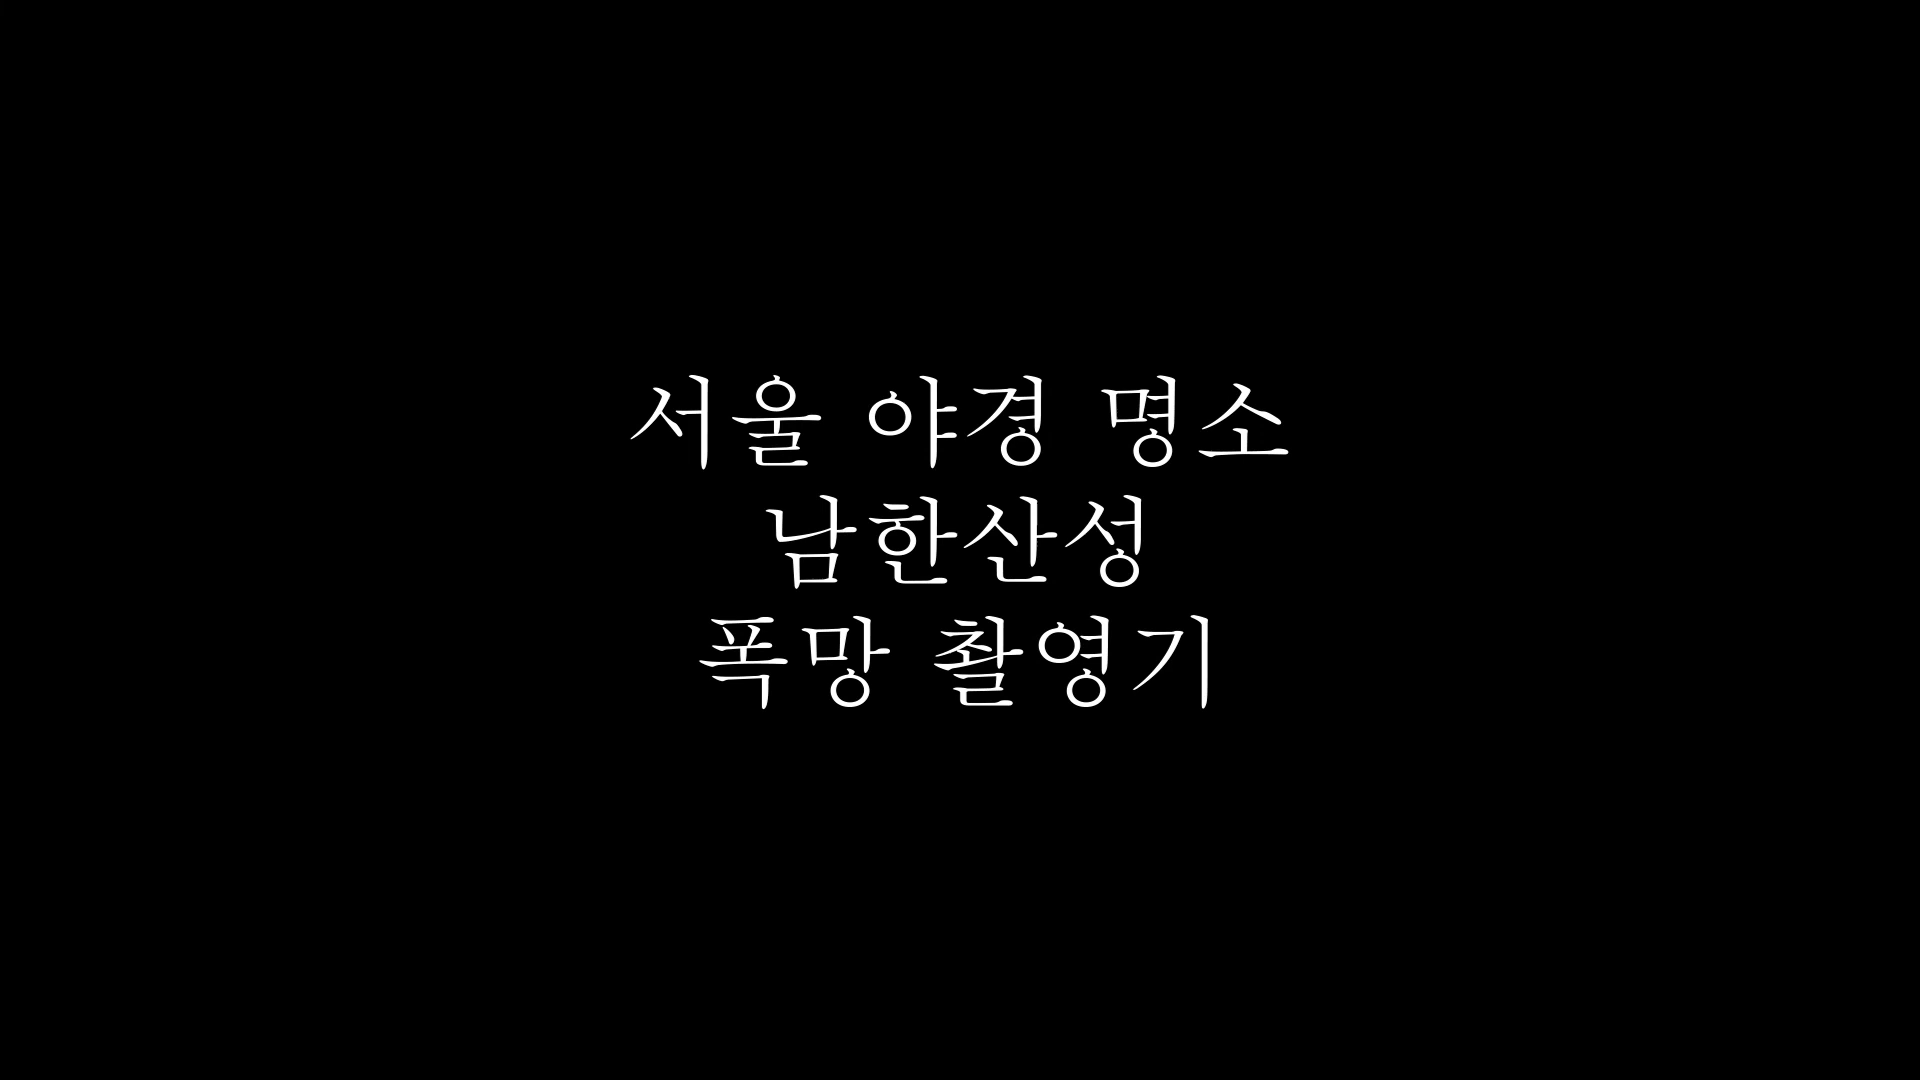 서울 야경 명소
남한산성
폭망 촬영기